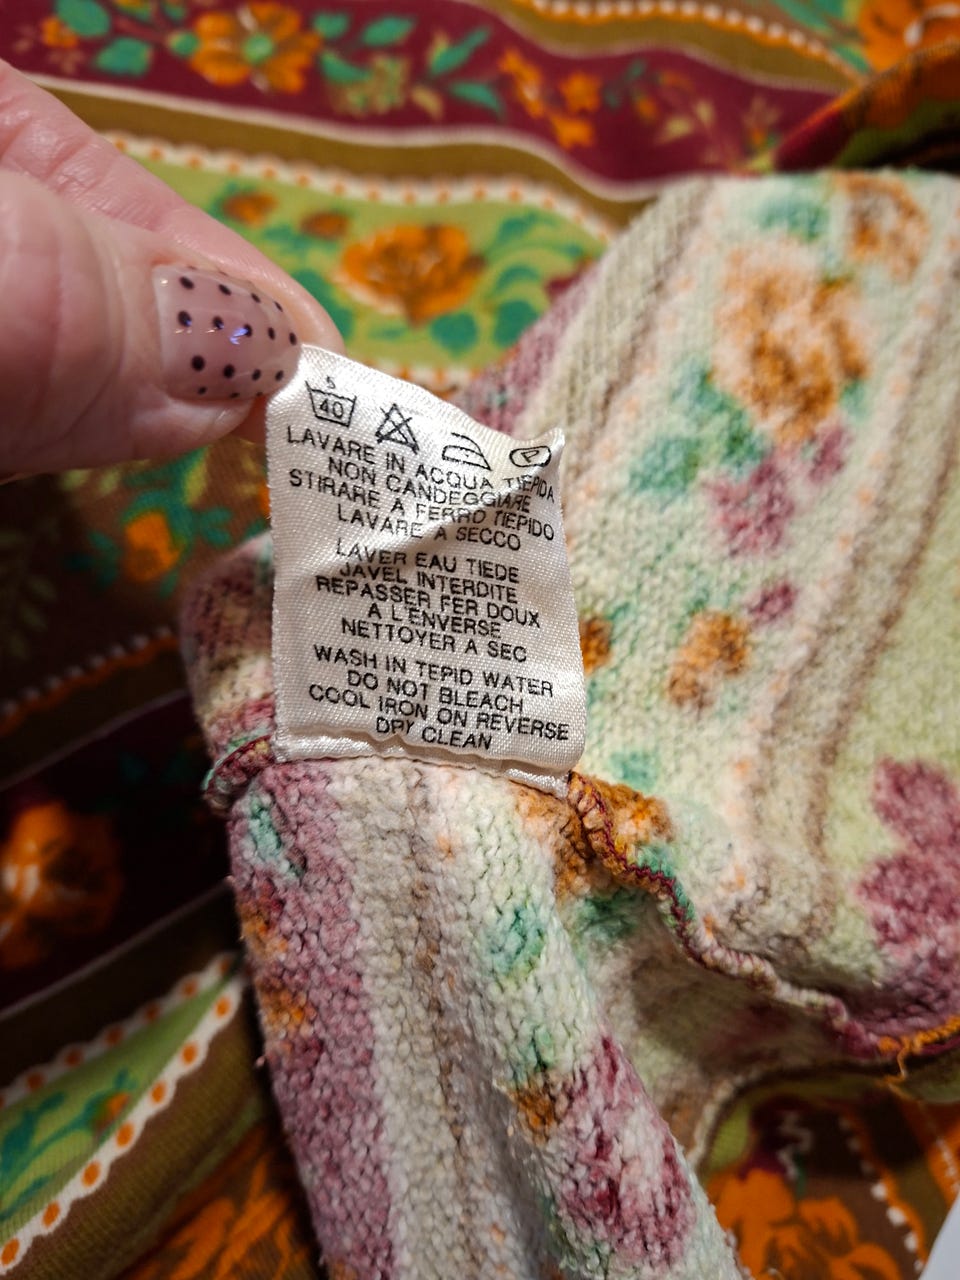 5
40
P
LAVARE IN ACQUA TIEPIDA
NON CANDEGGIARE
STIRARE A FERRO TIEPIDO
LAVARE A SECCO
LAVER EAU TIEDE
JAVEL INTERDITE
REPASSER FER DOUX
A L'ENVERSE
NETTOYER A SEC
WASH IN TEPID WATER
DO NOT BLEACH
COOL IRON ON REVERSE
DRY CLEAN